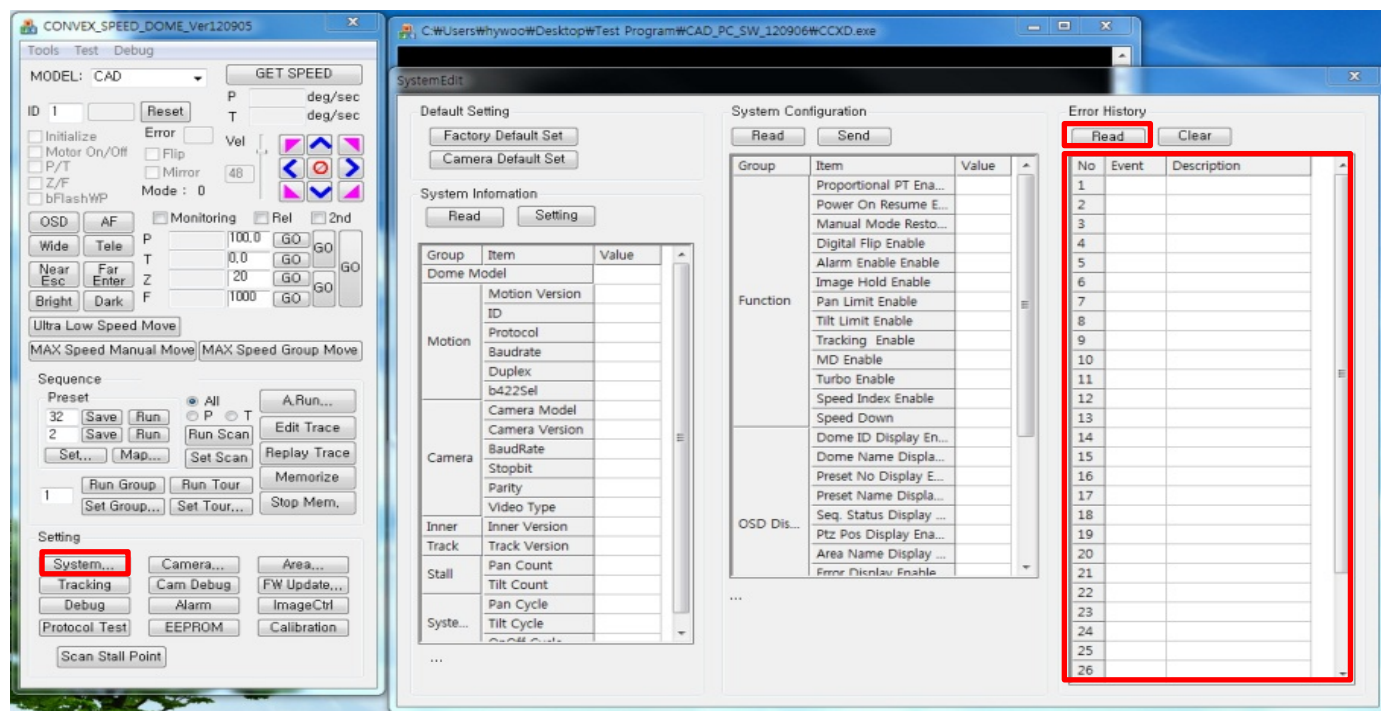 CONVEX_SPEED_DOME_Ver120905
Tools Test Debug
MODEL: CAD GET SPEED
P deg/sec
ID 1 Reset T deg/sec
Initialize Error Vel
Motor On/Off Flip
P/T Mirror 48
Z/F Mode : 0
bFlashWP
OSD AF Monitoring Rel 2nd
Wide Tele P 100,0 GO GO
T 0,0 GO GO
Near Esc Far Enter Z 20 GO GO
Bright Dark F 1000 GO
Ultra Low Speed Move
MAX Speed Manual Move MAX Speed Group Move
Sequence
Preset All A,Run,,,
32 Save Run P T
2 Save Run Run Scan Edit Trace
Set,,, Map,,, Set Scan Replay Trace
Run Group Run Tour Memorize
1 Set Group,,, Set Tour,,, Stop Mem,
Setting
System,,, Camera,,, Area,,,
Tracking Cam Debug FW Update,,,
Debug Alarm ImageCtrl
Protocol Test EEPROM Calibration
Scan Stall Point
C:₩Users₩hywoo₩Desktop₩Test Program₩CAD_PC_SW_120906₩CCXD.exe
SystemEdit
Default Setting
Factory Default Set
Camera Default Set
System Infomation
Read Setting
Group Item Value
Dome Model
Motion
Motion Version
ID
Protocol
Baudrate
Duplex
b422Sel
Camera
Camera Model
Camera Version
BaudRate
Stopbit
Parity
Video Type
Inner Inner Version
Track Track Version
Stall
Pan Count
Tilt Count
Syste...
Pan Cycle
Tilt Cycle
OnOff Cycle
...
System Configuration
Read Send
Group Item Value
Function
Proportional PT Ena...
Power On Resume E...
Manual Mode Resto...
Digital Flip Enable
Alarm Enable Enable
Image Hold Enable
Pan Limit Enable
Tilt Limit Enable
Tracking Enable
MD Enable
Turbo Enable
Speed Index Enable
Speed Down
OSD Dis...
Dome ID Display En...
Dome Name Displa...
Preset No Display E...
Preset Name Displa...
Seq. Status Display ...
Ptz Pos Display Ena...
Area Name Display ...
Error Display Enable
...
Error History
Read Clear
No Event Description
1
2
3
4
5
6
7
8
9
10
11
12
13
14
15
16
17
18
19
20
21
22
23
24
25
26